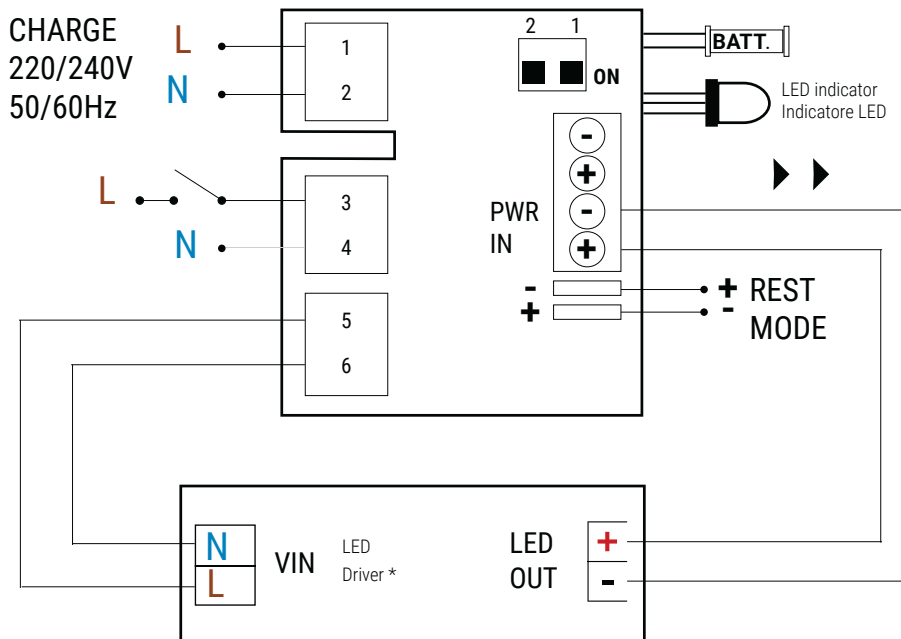 CHARGE
220/240V
50/60Hz
L
N
1
2
2 1
ON
BATT.
LED indicator
Indicatore LED
L
N
3
4
PWR
IN
-
+
-
+
- + REST
+ - MODE
5
6
N
L
VIN
LED
Driver *
LED
OUT
+
-